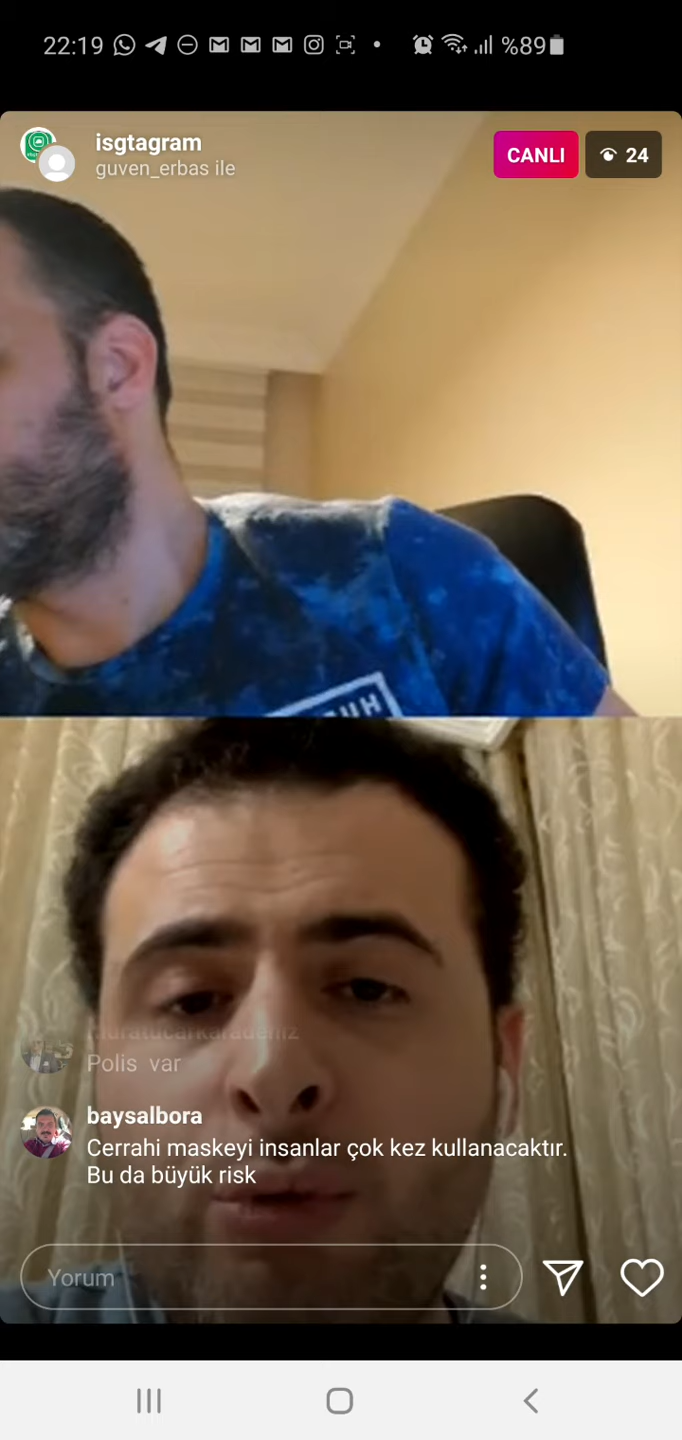 22:19
%89
isgtagram
guven_erbas ile
CANLI
24
Polis var
baysalbora
Cerrahi maskeyi insanlar çok kez kullanacaktır.
Bu da büyük risk
Yorum